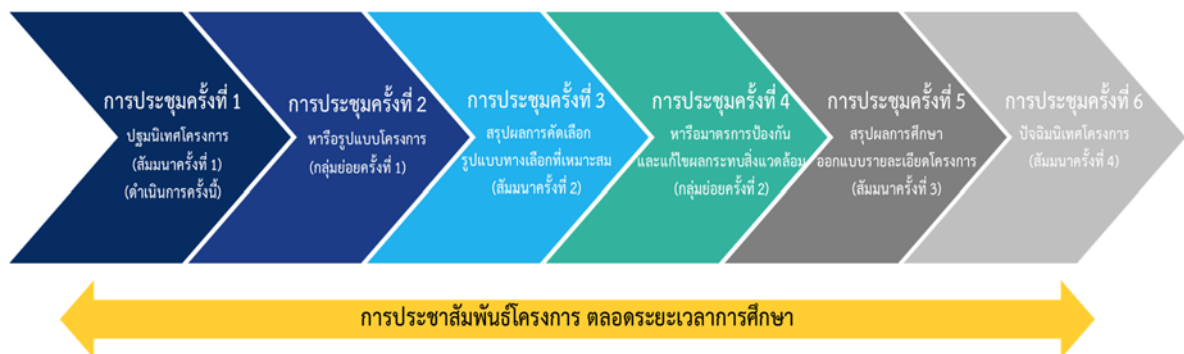 การประชุมครั้งที่ 1
ปฐมนิเทศโครงการ
(สัมมนาครั้งที่ 1)
(ดำเนินการครั้งนี้)
การประชุมครั้งที่ 2
หารือรูปแบบโครงการ
(กลุ่มย่อยครั้งที่ 1)
การประชุมครั้งที่ 3
สรุปผลการคัดเลือก
รูปแบบทางเลือกที่เหมาะสม
(สัมมนาครั้งที่ 2)
การประชุมครั้งที่ 4
หารือมาตรการป้องกัน
และแก้ไขผลกระทบสิ่งแวดล้อม
(กลุ่มย่อยครั้งที่ 2)
การประชุมครั้งที่ 5
สรุปผลการศึกษา
ออกแบบรายละเอียดโครงการ
(สัมมนาครั้งที่ 3)
การประชุมครั้งที่ 6
ปัจฉิมนิเทศโครงการ
(สัมมนาครั้งที่ 4)
การประชาสัมพันธ์โครงการ ตลอดระยะเวลาการศึกษา